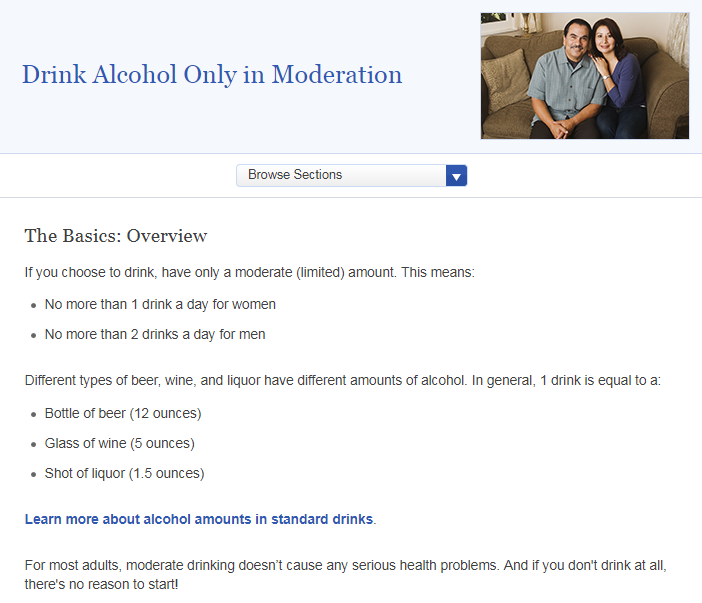 Drink Alcohol Only in Moderation
Browse Sections
The Basics: Overview
If you choose to drink, have only a moderate (limited) amount. This means:
No more than 1 drink a day for women
No more than 2 drinks a day for men
Different types of beer, wine, and liquor have different amounts of alcohol. In general, 1 drink is equal to a:
Bottle of beer (12 ounces)
Glass of wine (5 ounces)
Shot of liquor (1.5 ounces)
Learn more about alcohol amounts in standard drinks.
For most adults, moderate drinking doesn’t cause any serious health problems. And if you don't drink at all,
there's no reason to start!